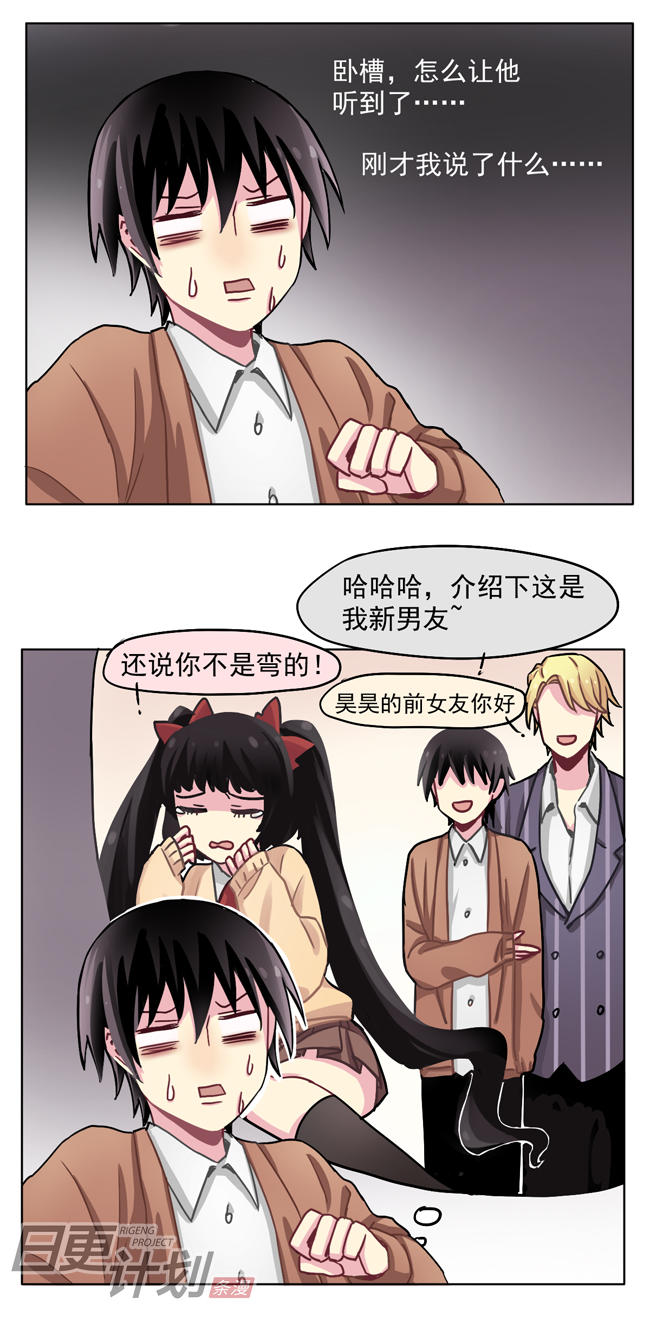 卧槽，怎么让他
听到了……
刚才我说了什么……
哈哈哈，介绍下这是
我新男友~
还说你不是弯的！
昊昊的前女友你好
日更
计划
RIGENG
PROJECT
条漫